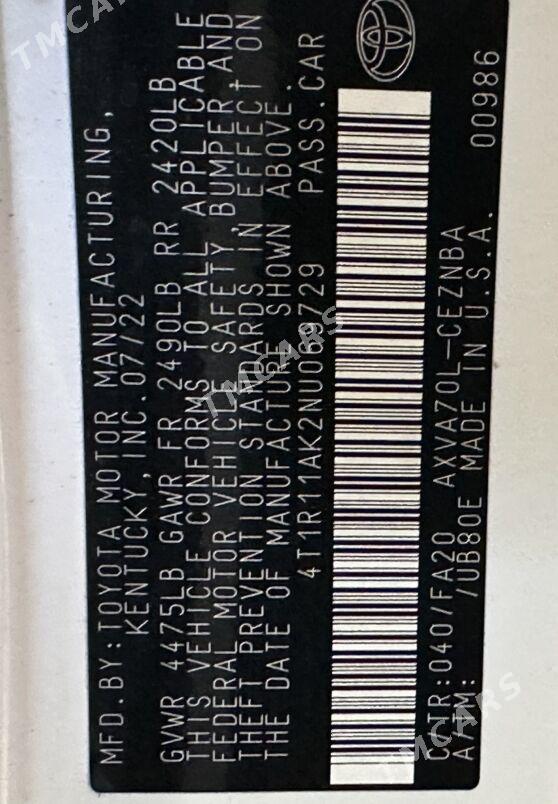 MFD.BY:TOYOTA MOTOR MANUFACTURING,
KENTUCKY, INC. 07/22
GVWR 4475LB GAWR FR 2490LB RR 2420LB
THIS VEHICLE CONFORMS TO ALL APPLICABLE
FEDERAL MOTOR VEHICLE SAFETY, BUMPER, AND
THEFT PREVENTION STANDARDS IN EFFECT ON
THE DATE OF MANUFACTURE SHOWN ABOVE.
4T1R11AK2NU069729 PASS.CAR
00986
C/TR:040/FA20 AXVA70L-CEZNBA
A/TM: /UB80E MADE IN U.S.A.
TMCARS
TMCARS
TMCARS